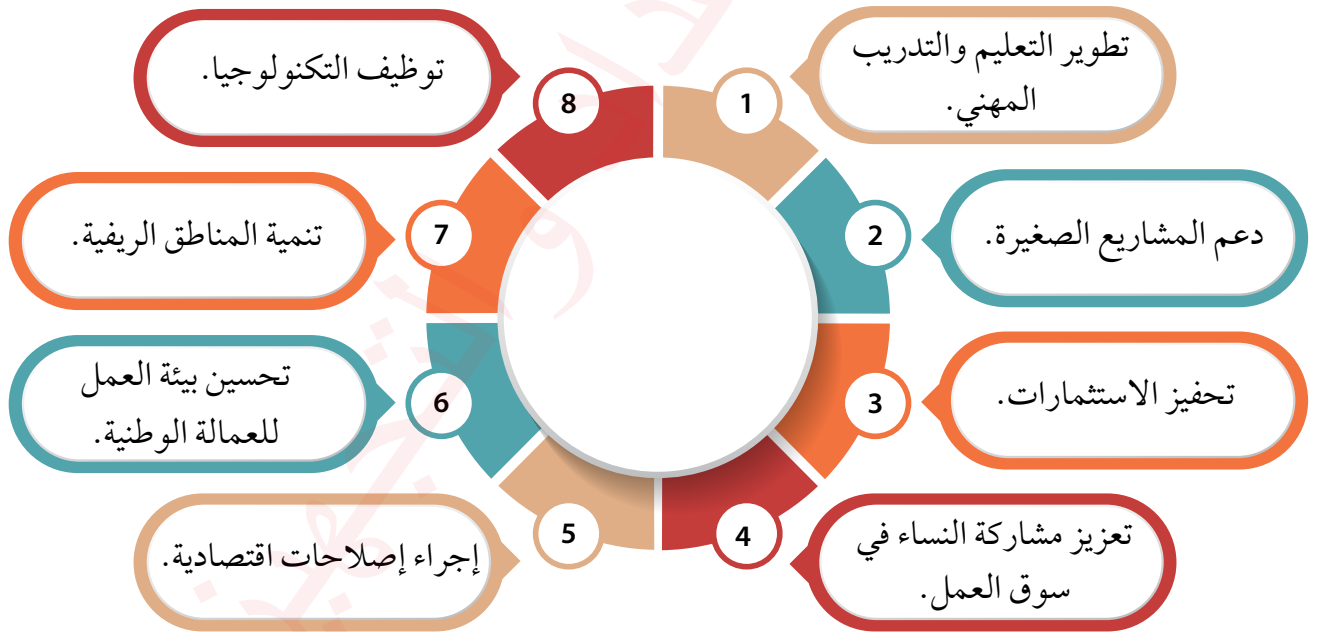 1
تطوير التعليم والتدريب
المهني.
2
دعم المشاريع الصغيرة.
3
تحفيز الاستثمارات.
4
تعزيز مشاركة النساء في
سوق العمل.
5
إجراء إصلاحات اقتصادية.
6
تحسين بيئة العمل
للعمالة الوطنية.
7
تنمية المناطق الريفية.
8
توظيف التكنولوجيا.